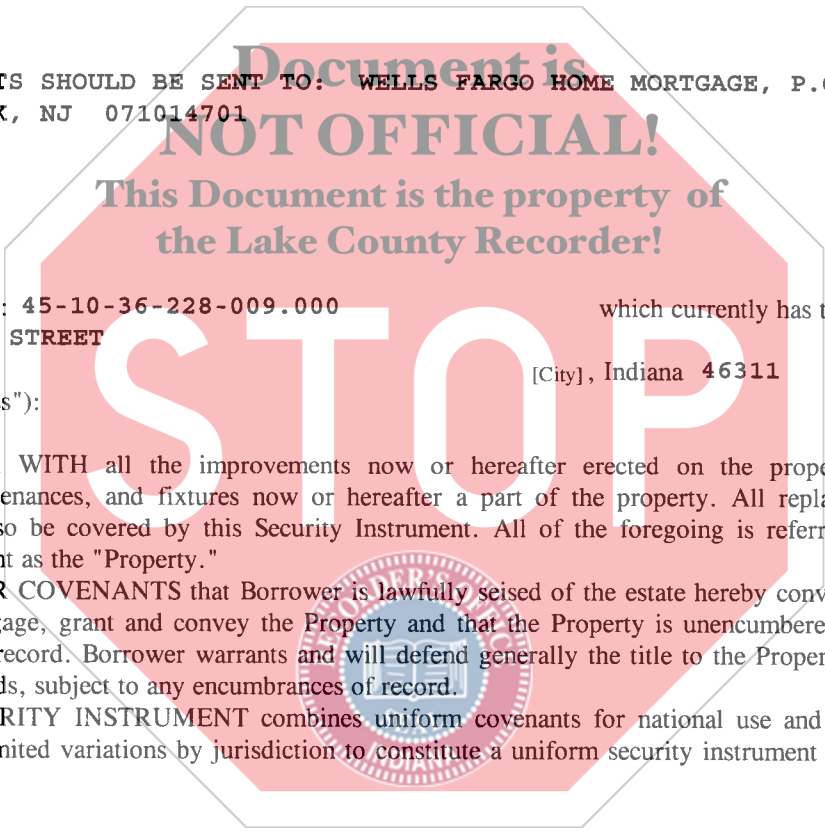 Document is
TS SHOULD BE SENT TO: WELLS FARGO HOME MORTGAGE, P.O
K, NJ 071014701
NOT OFFICIAL!
This Document is the property of
the Lake County Recorder!
: 45-10-36-228-009.000 which currently has t
STREET
[City], Indiana 46311
s"):
STOP
WITH all the improvements now or hereafter erected on the prope
enances, and fixtures now or hereafter a part of the property. All repla
so be covered by this Security Instrument. All of the foregoing is referr
nt as the "Property."
R COVENANTS that Borrower is lawfully seised of the estate hereby conv
gage, grant and convey the Property and that the Property is unencumbere
record. Borrower warrants and will defend generally the title to the Proper
ds, subject to any encumbrances of record.
RITY INSTRUMENT combines uniform covenants for national use and
mited variations by jurisdiction to constitute a uniform security instrument
RECORDER'S OFFICE
INDIANA